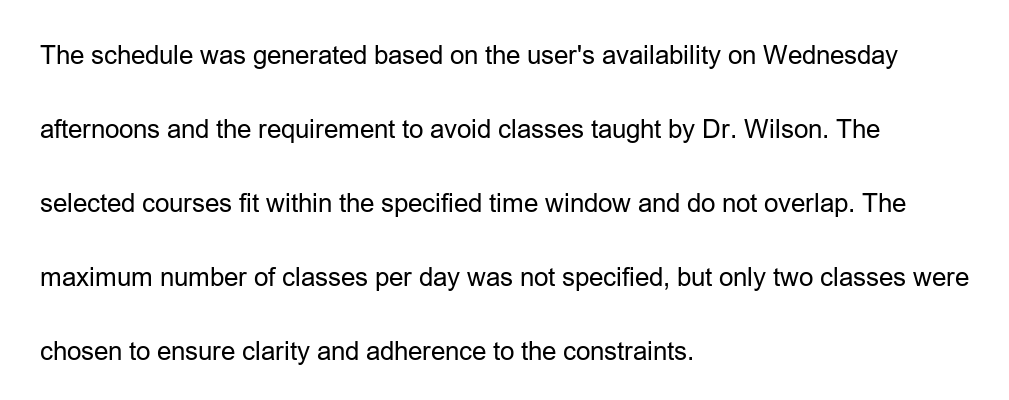 The schedule was generated based on the user's availability on Wednesday
afternoons and the requirement to avoid classes taught by Dr. Wilson. The
selected courses fit within the specified time window and do not overlap. The
maximum number of classes per day was not specified, but only two classes were
chosen to ensure clarity and adherence to the constraints.